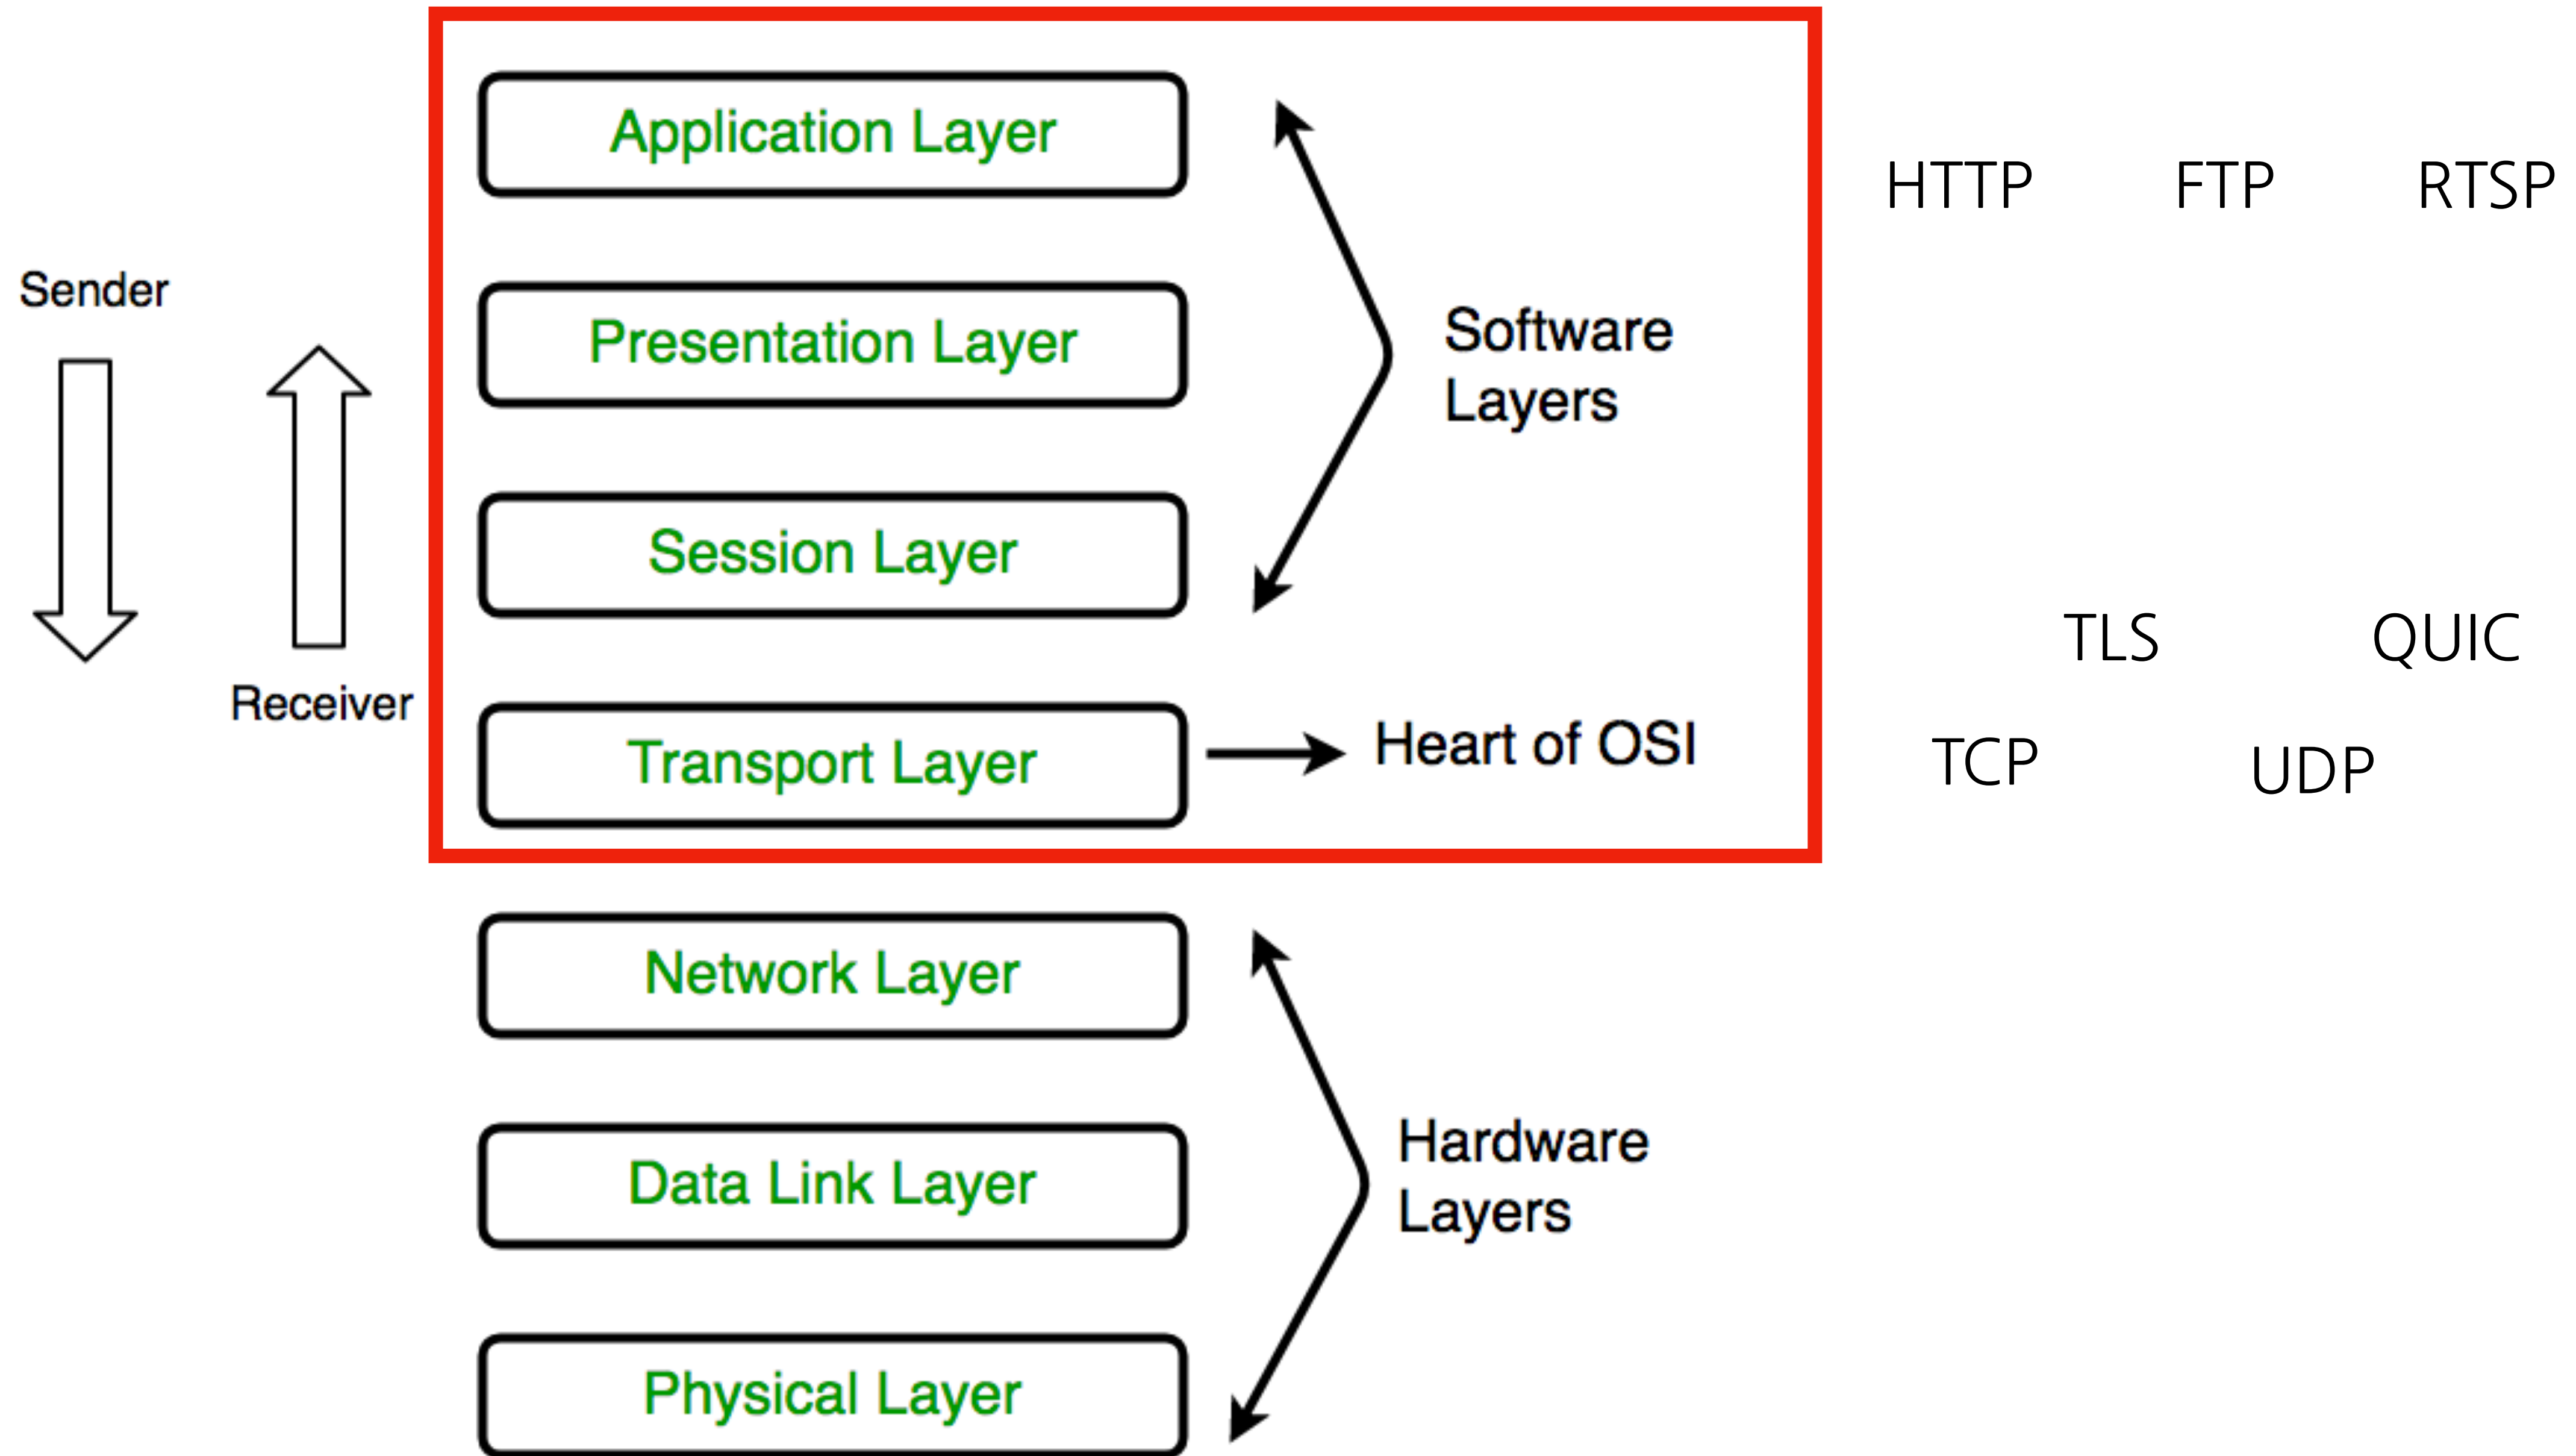 Application Layer
HTTP FTP RTSP
Sender
Presentation Layer
Software
Layers
Session Layer
TLS QUIC
Receiver
Transport Layer
Heart of OSI
TCP UDP
Network Layer
Data Link Layer
Hardware
Layers
Physical Layer